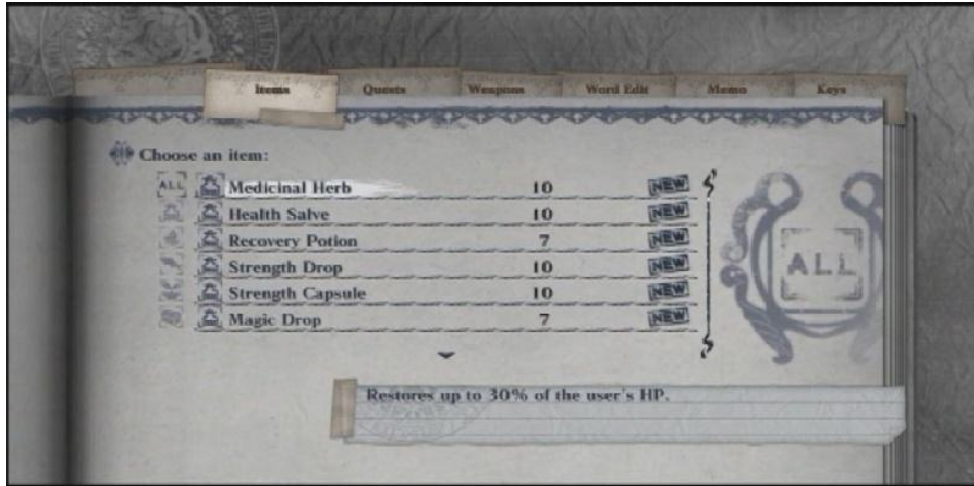 Items Quests Weapons Word Edit Memo Keys
Choose an item:
ALL Medicinal Herb 10 NEW
Health Salve 10 NEW
Recovery Potion 7 NEW
Strength Drop 10 NEW
Strength Capsule 10 NEW
Magic Drop 7 NEW
ALL
Restores up to 30% of the user's HP.